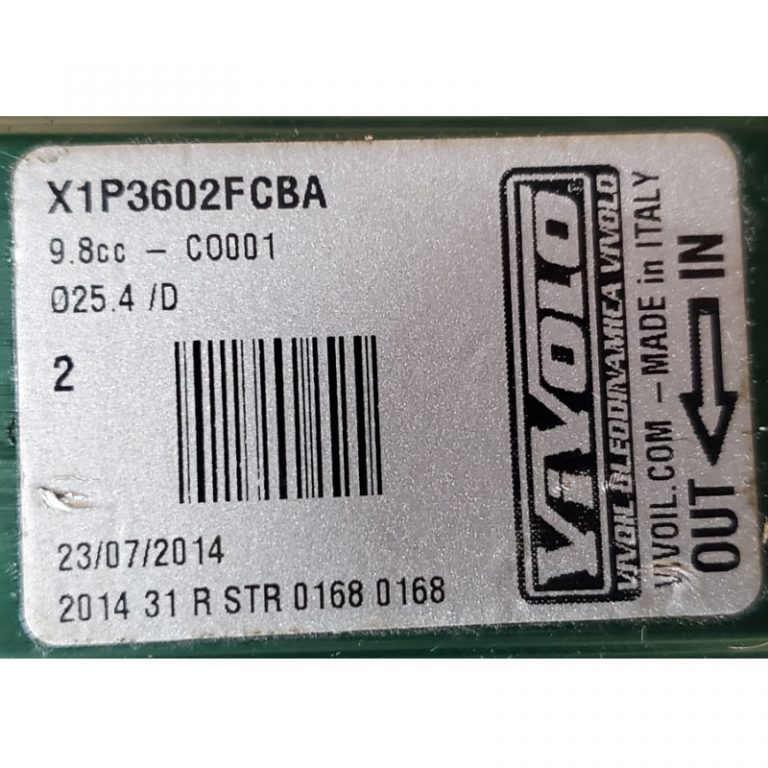 X1P3602FCBA
9.8cc - C0001
Ø25.4 /D
2
23/07/2014
2014 31 R STR 0168 0168
VIVOLO®
VIVOIL OLEODINAMICA VIVOLO
VIVOIL.COM - MADE in ITALY
OUT IN